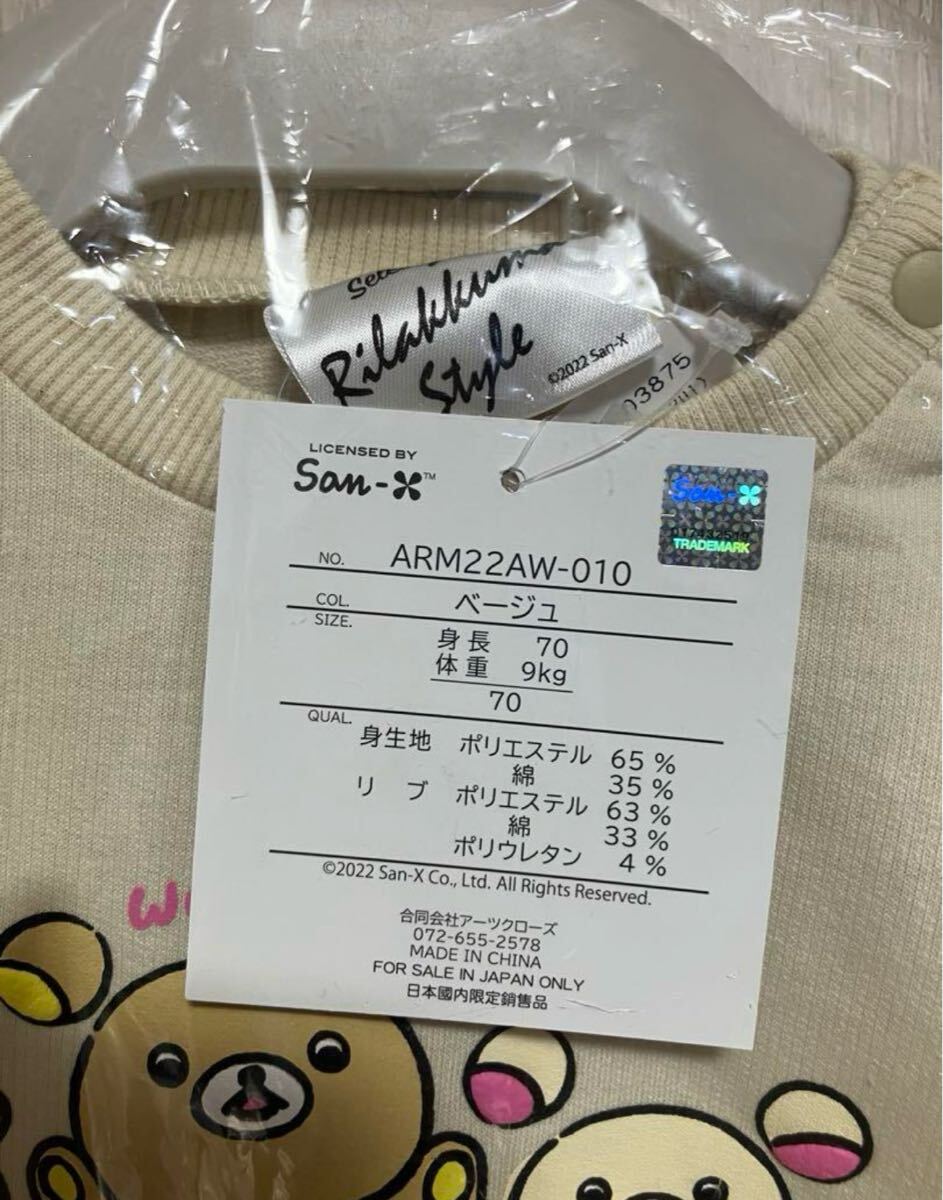 Rilakkuma
Style
©2022 San-X
03875
LICENSED BY
San-X™
San-X
TRADEMARK
NO. ARM22AW-010
COL. ベージュ
SIZE.
身長 70
体重 9kg
70
QUAL.
身生地 ポリエステル 65 %
綿 35 %
リブ ポリエステル 63 %
綿 33 %
ポリウレタン 4 %
©2022 San-X Co., Ltd. All Rights Reserved.
合同会社アーツクローズ
072-655-2578
MADE IN CHINA
FOR SALE IN JAPAN ONLY
日本國内限定銷售品